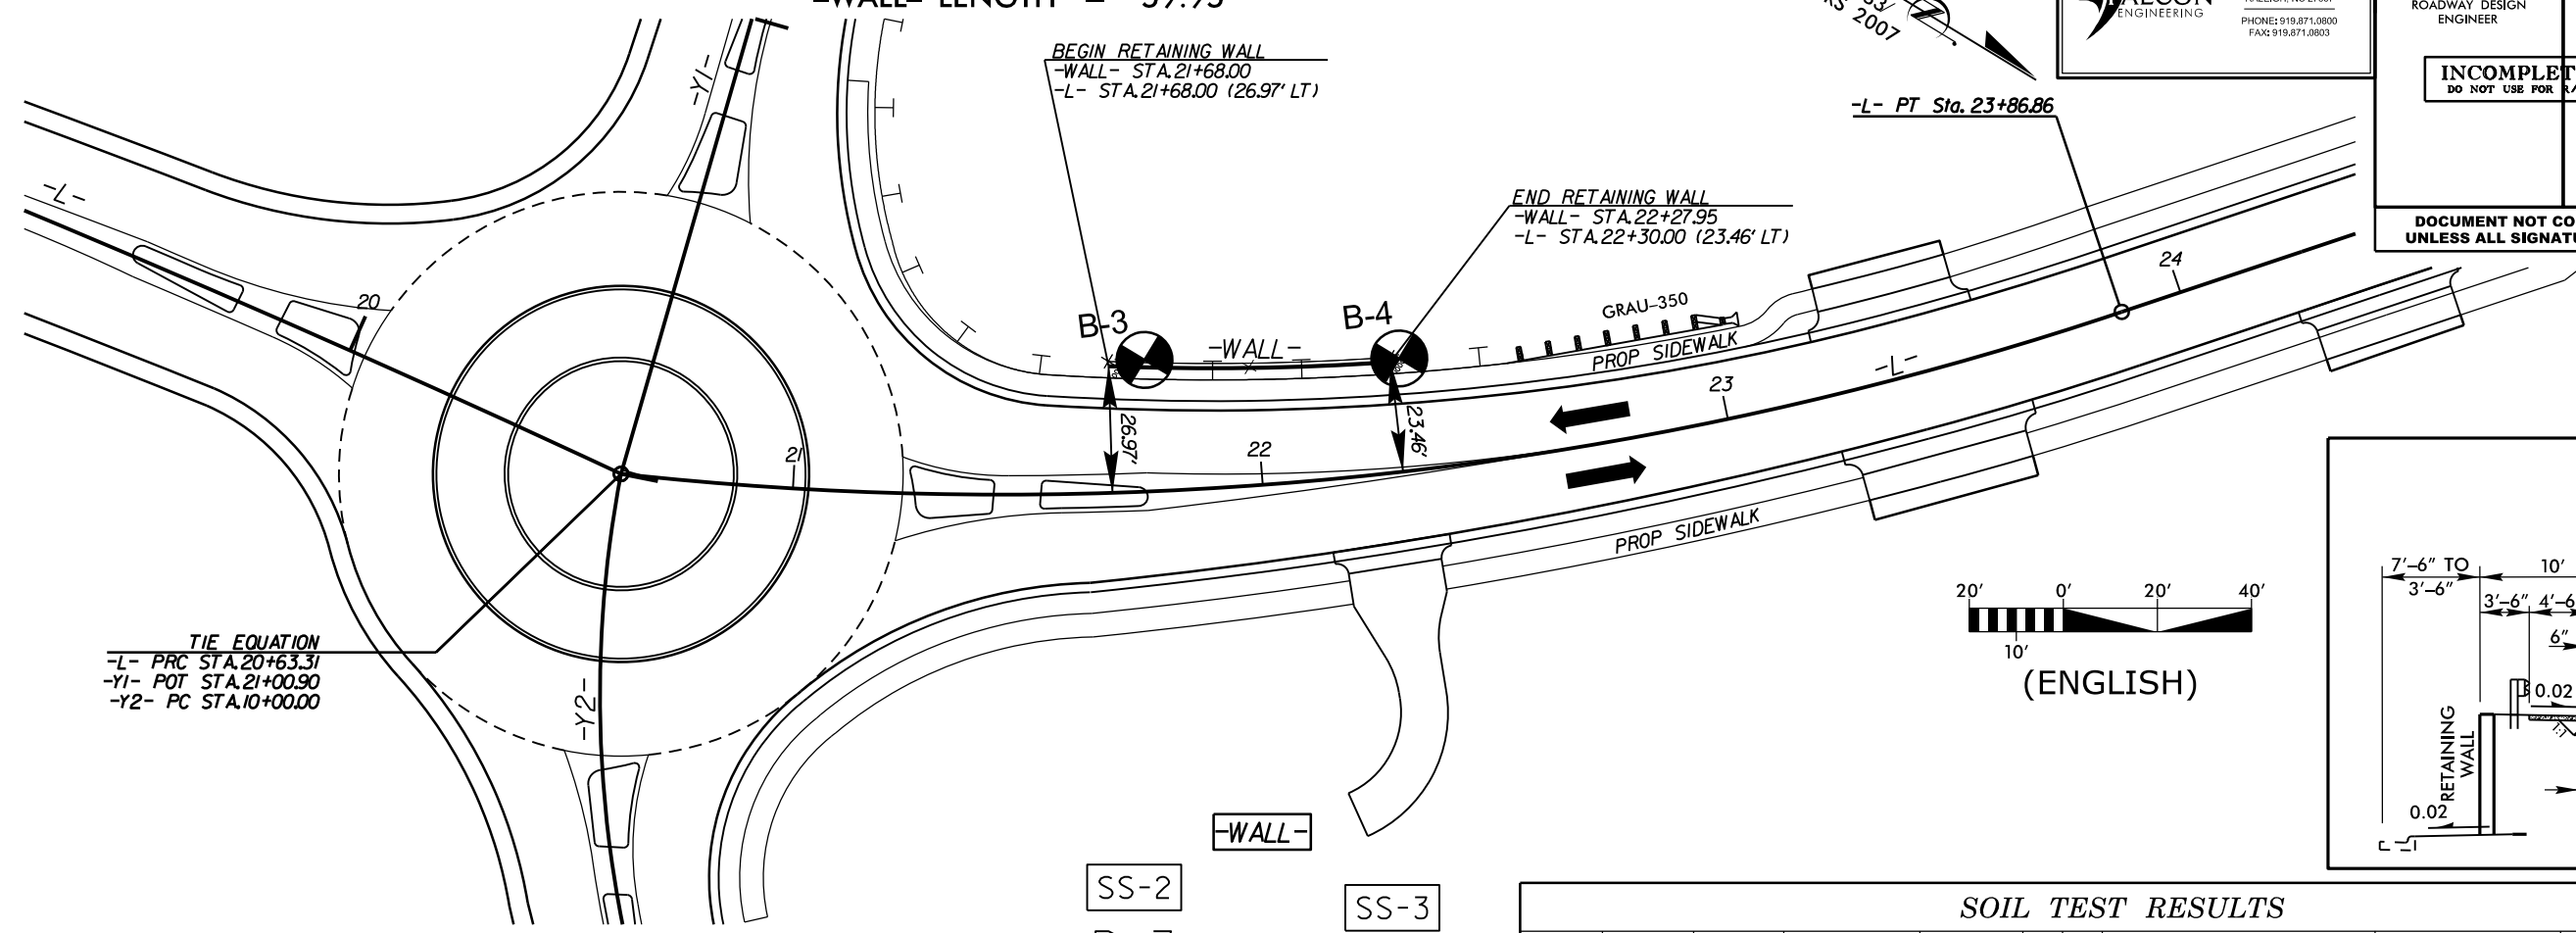 -WALL- LENGTH = 59.95'
BEGIN RETAINING WALL
-WALL- STA.21+68.00
-L- STA.21+68.00 (26.97' LT)
2007
ENGINEERING
PHONE: 919.871.0800
FAX: 919.871.0803
ROADWAY DESIGN
ENGINEER
INCOMPLET
DO NOT USE FOR
DOCUMENT NOT CO
UNLESS ALL SIGNATU
-L- PT Sta. 23+86.86
END RETAINING WALL
-WALL- STA.22+27.95
-L- STA.22+30.00 (23.46' LT)
-Y1-
-L-
20
B-3
B-4
-WALL-
GRAU-350
PROP SIDEWALK
24
-L-
23
26.97'
23.46'
21
22
PROP SIDEWALK
TIE EQUATION
-L- PRC STA.20+63.31
-Y1- POT STA.21+00.90
-Y2- PC STA.10+00.00
-Y2-
20' 0' 20' 40'
10'
(ENGLISH)
7'-6" TO
3'-6"
10'
3'-6" 4'-6
6"
0.02
1:1
RETAINING
WALL
0.02
-WALL-
SS-2
SS-3
SOIL TEST RESULTS